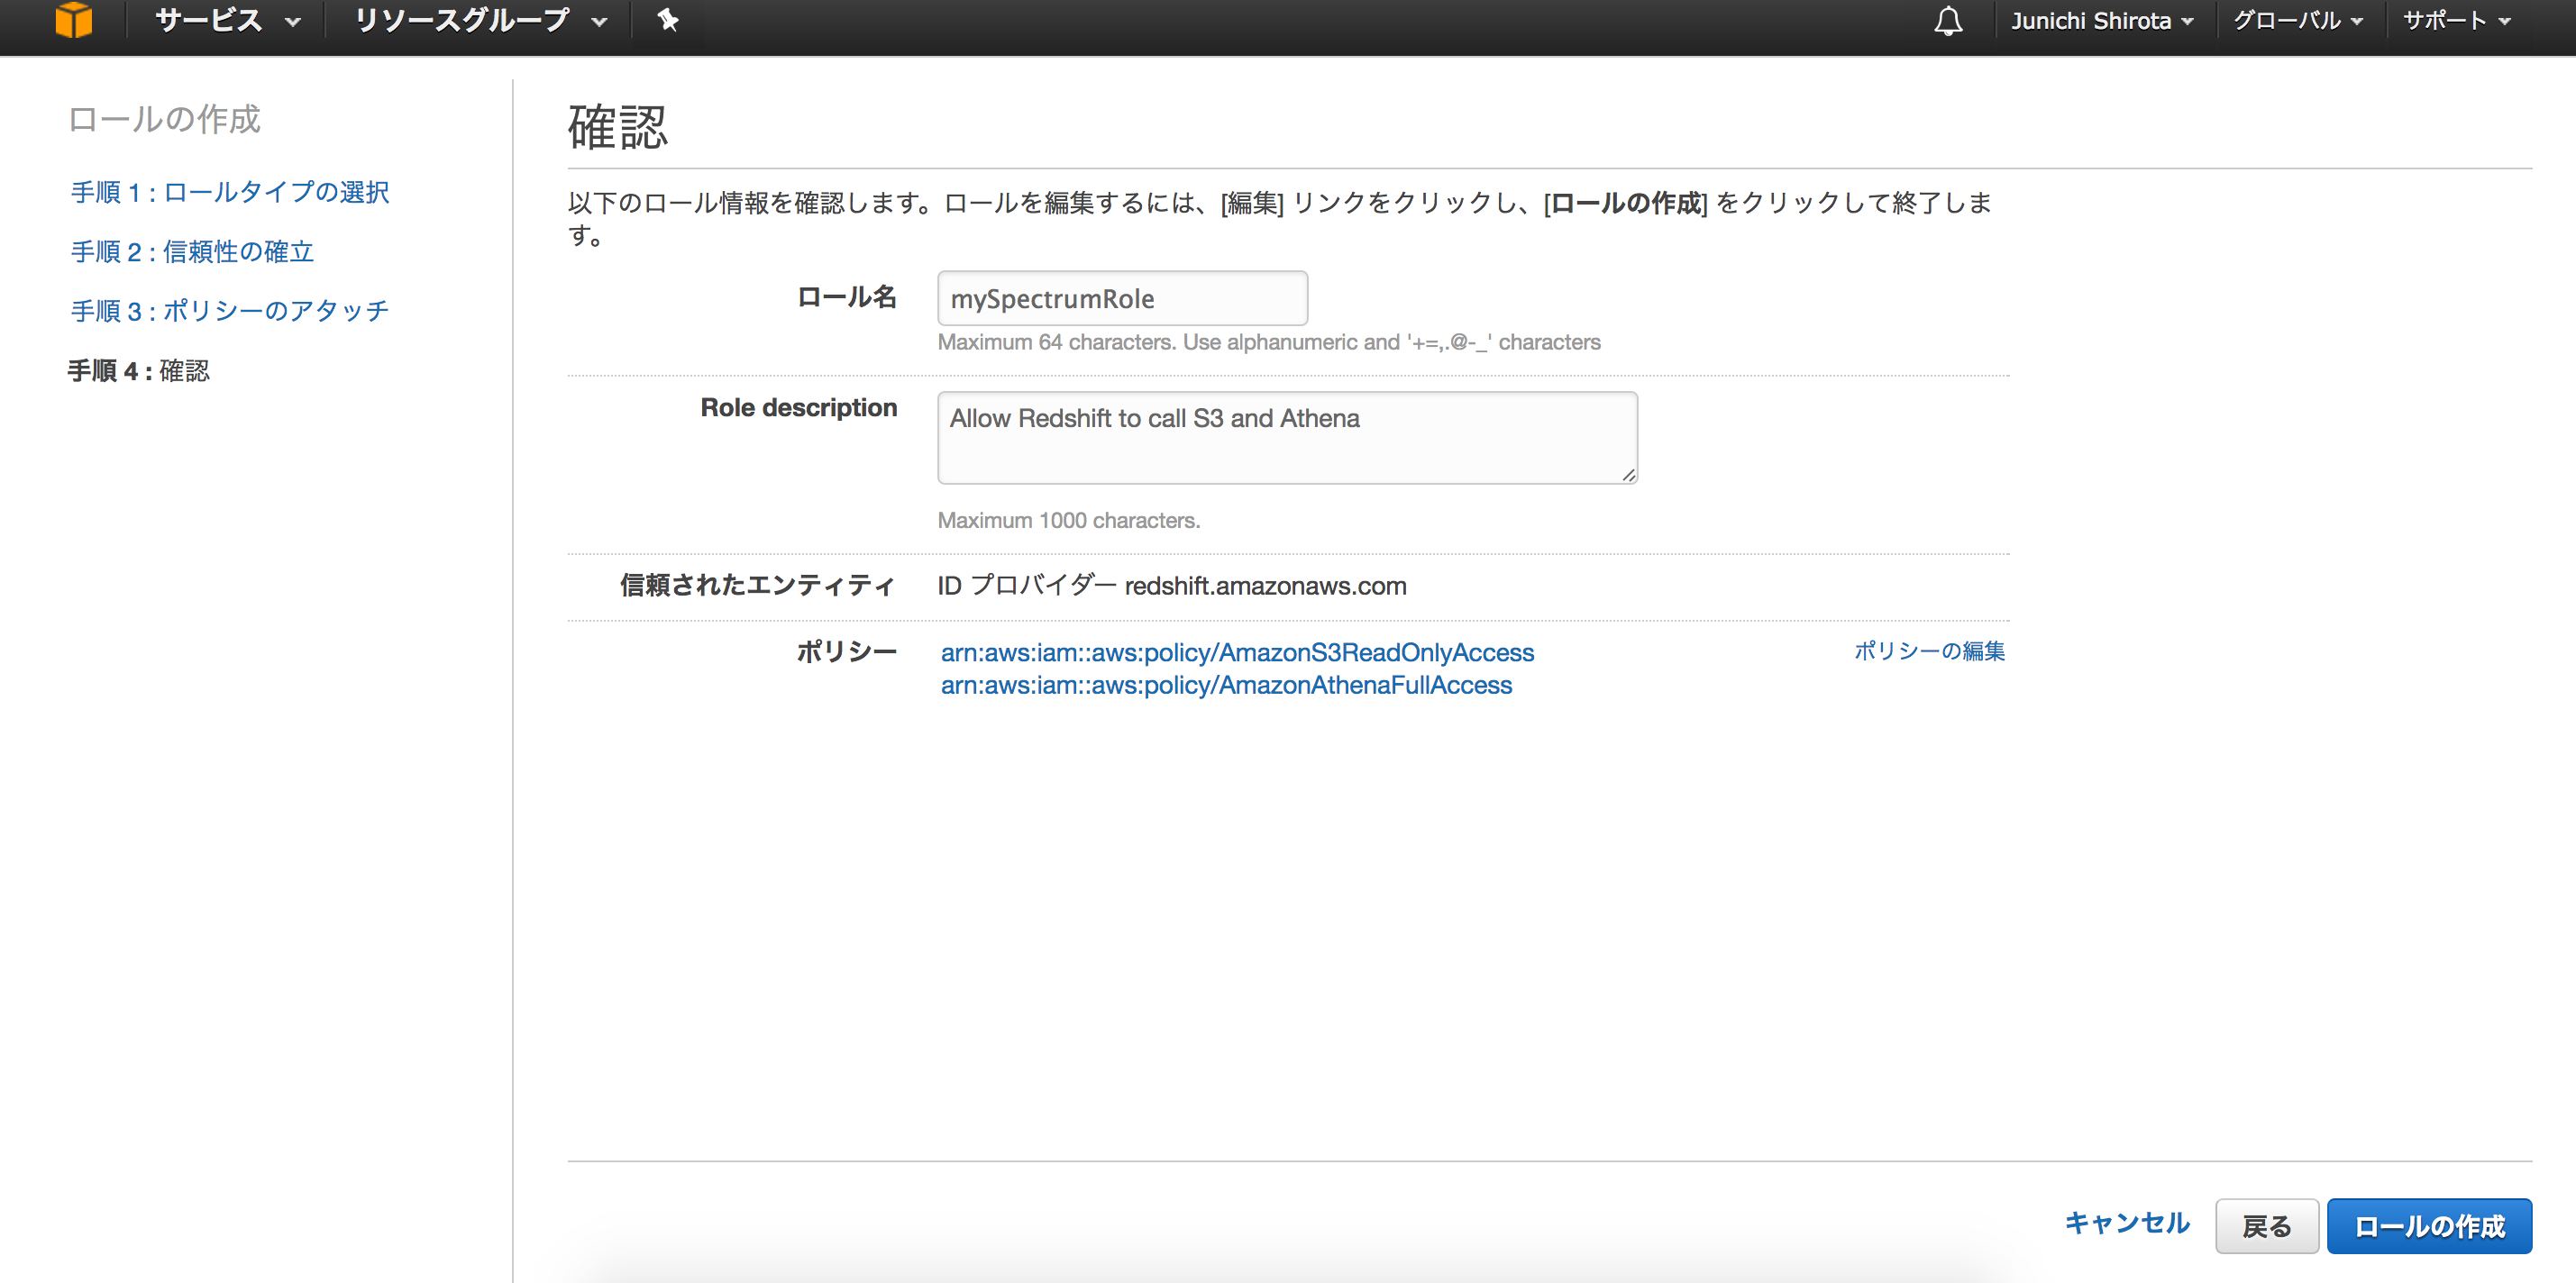 サービス
リソースグループ
Junichi Shirota
グローバル
サポート
ロールの作成
手順 1 : ロールタイプの選択
手順 2 : 信頼性の確立
手順 3 : ポリシーのアタッチ
手順 4 : 確認
確認
以下のロール情報を確認します。ロールを編集するには、[編集] リンクをクリックし、[ロールの作成] をクリックして終了しま
す。
ロール名
mySpectrumRole
Maximum 64 characters. Use alphanumeric and '+=,.@-_' characters
Role description
Allow Redshift to call S3 and Athena
Maximum 1000 characters.
信頼されたエンティティ
ID プロバイダー redshift.amazonaws.com
ポリシー
arn:aws:iam::aws:policy/AmazonS3ReadOnlyAccess
ポリシーの編集
arn:aws:iam::aws:policy/AmazonAthenaFullAccess
キャンセル
戻る
ロールの作成